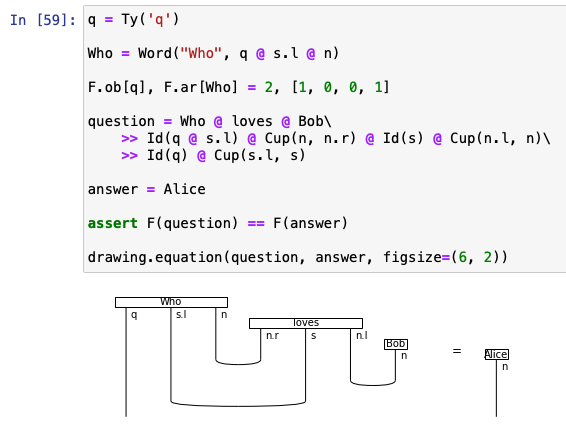 In [59]: q = Ty('q')
Who = Word("Who", q @ s.l @ n)
F.ob[q], F.ar[Who] = 2, [1, 0, 0, 1]
question = Who @ loves @ Bob\
    >> Id(q @ s.l) @ Cup(n, n.r) @ Id(s) @ Cup(n.l, n)\
    >> Id(q) @ Cup(s.l, s)
answer = Alice
assert F(question) == F(answer)
drawing.equation(question, answer, figsize=(6, 2))
Who
q s.l n
loves
n.r s n.l
Bob
n
=
Alice
n